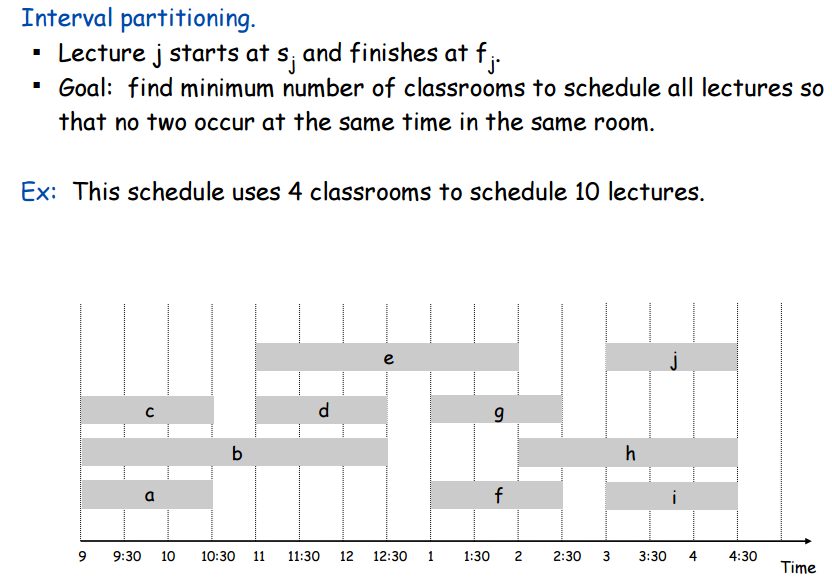 Interval partitioning.
▪ Lecture j starts at sj and finishes at fj.
▪ Goal: find minimum number of classrooms to schedule all lectures so
that no two occur at the same time in the same room.
Ex: This schedule uses 4 classrooms to schedule 10 lectures.
e j
c d g
b h
a f i
9 9:30 10 10:30 11 11:30 12 12:30 1 1:30 2 2:30 3 3:30 4 4:30
Time